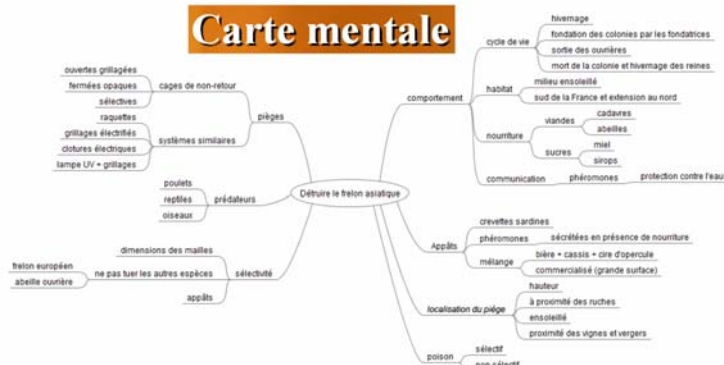 Carte mentale
ouvertes grillagées
fermées opaques
sélectives
cages de non-retour
raquettes
grillages électrifiés
clotures électriques
lampe UV + grillages
systèmes similaires
pièges
poulets
reptiles
oiseaux
prédateurs
dimensions des mailles
frelon européen
abeille ouvrière
ne pas tuer les autres espèces
appâts
sélectivité
Détruire le frelon asiatique
comportement
cycle de vie
hivernage
fondation des colonies par les fondatrices
sortie des ouvrières
mort de la colonie et hivernage des reines
habitat
milieu ensoleillé
sud de la France et extension au nord
nourriture
viandes
cadavres
abeilles
sucres
miel
sirops
communication
phéromones
protection contre l'eau
Appâts
crevettes sardines
phéromones
sécrétées en présence de nourriture
mélange
bière + cassis + cire d'opercule
commercialisé (grande surface)
localisation du piège
hauteur
à proximité des ruches
ensoleillé
proximité des vignes et vergers
poison
sélectif
non sélectif